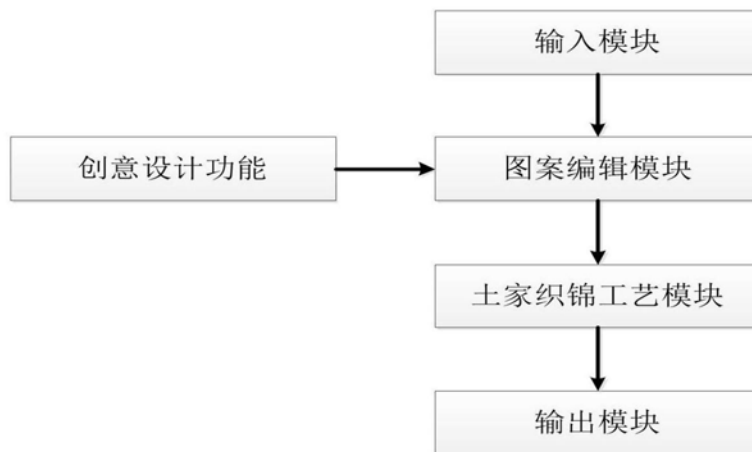 输入模块
创意设计功能
图案编辑模块
土家织锦工艺模块
输出模块